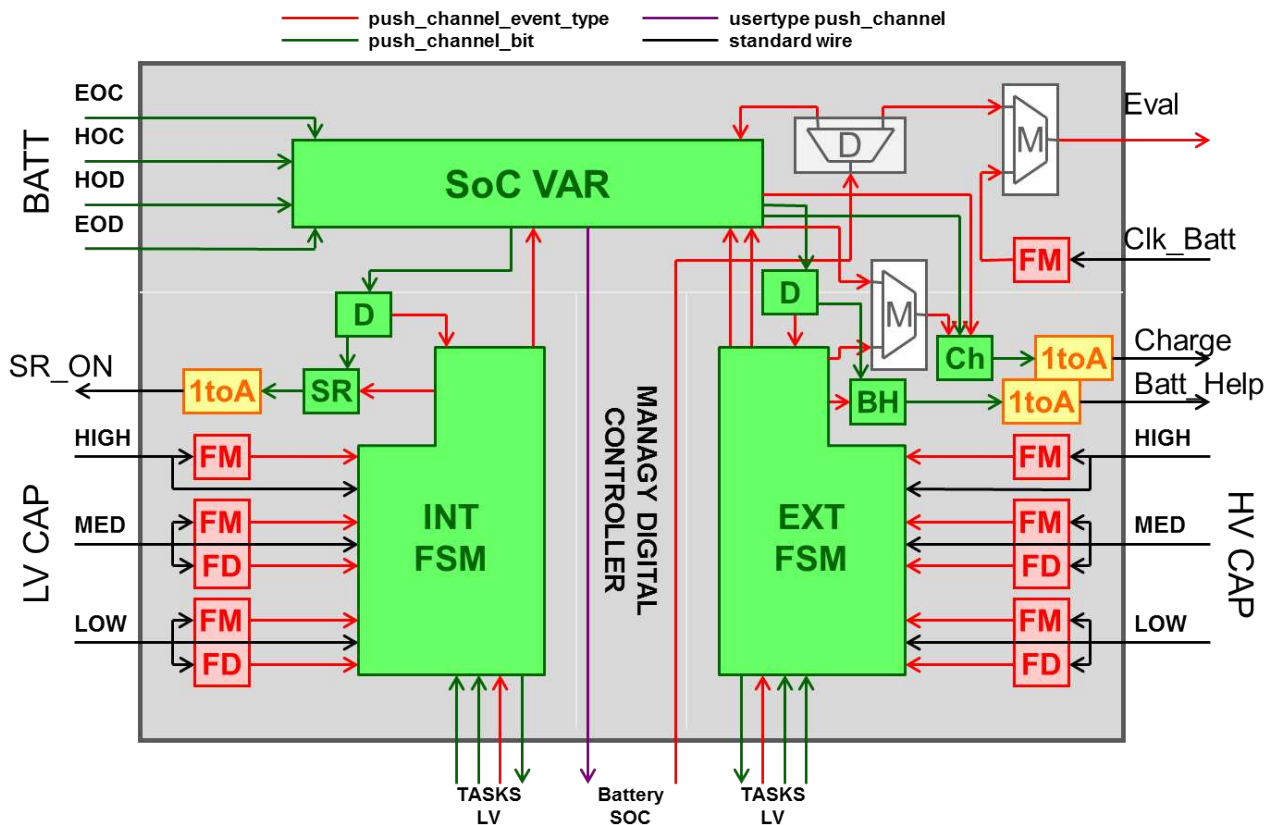 push_channel_event_type
usertype push_channel
push_channel_bit
standard wire
EOC
HOC
HOD
EOD
BATT
SoC VAR
D
M
Eval
Clk_Batt
FM
D
D
M
SR_ON
1toA
SR
Ch
1toA
Charge
BH
1toA
Batt_Help
MANAGY DIGITAL
CONTROLLER
HIGH
FM
FM
HIGH
LV CAP
MED
FM
FD
INT
FSM
EXT
FSM
FM
FD
MED
HV CAP
LOW
FM
FD
FM
FD
LOW
TASKS
LV
Battery
SOC
TASKS
LV